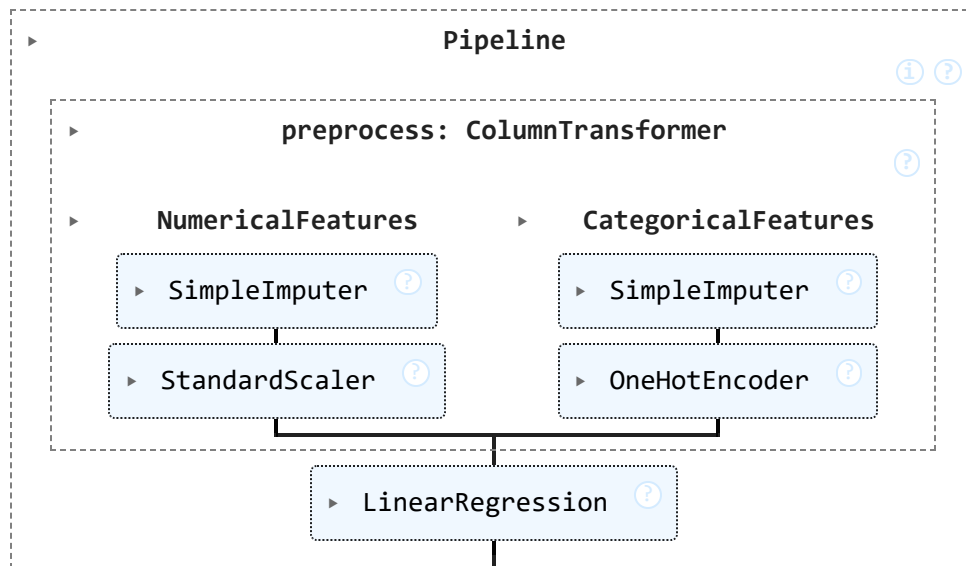 Pipeline
i ?
preprocess: ColumnTransformer
?
NumericalFeatures CategoricalFeatures
SimpleImputer ? SimpleImputer ?
StandardScaler ? OneHotEncoder ?
LinearRegression ?